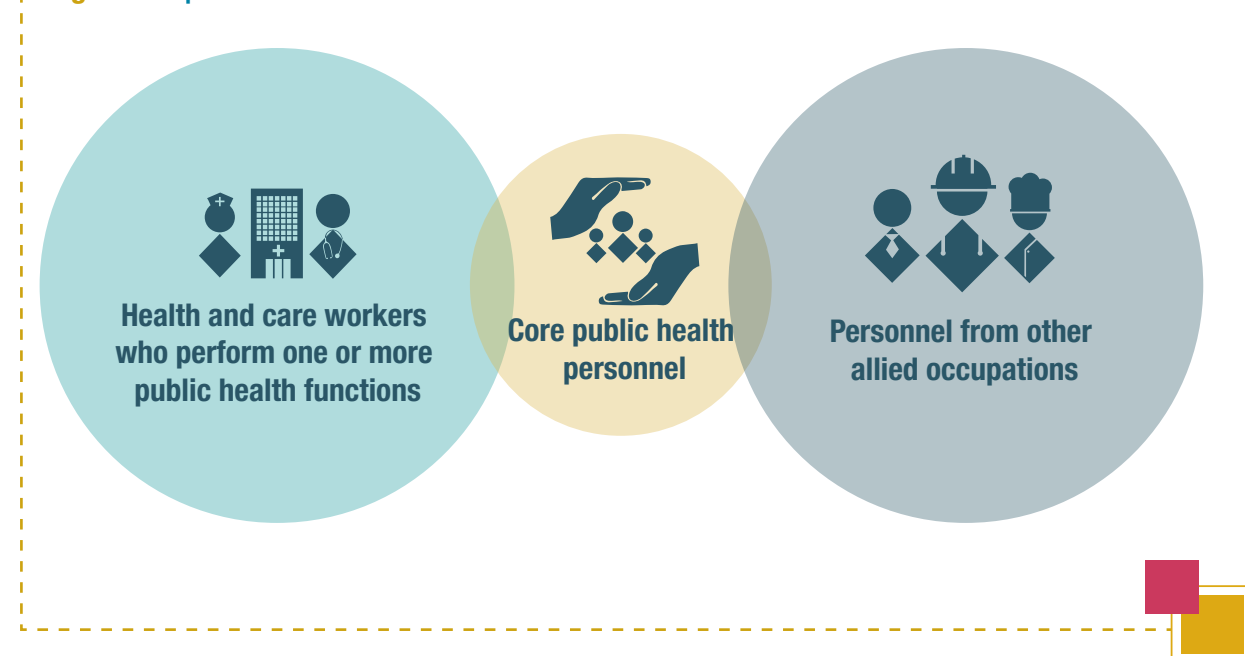 Health and care workers
who perform one or more
public health functions
Core public health
personnel
Personnel from other
allied occupations